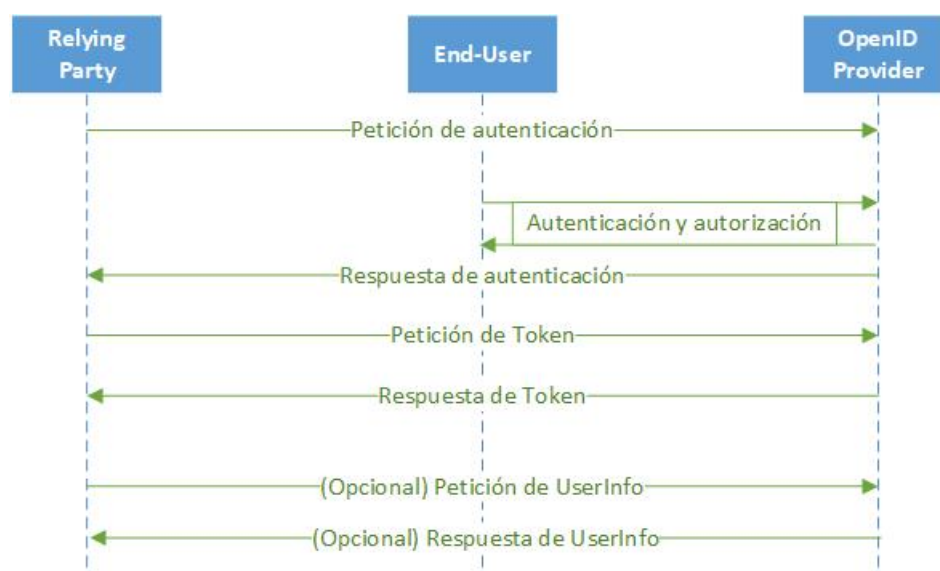 Relying
Party
End-User
OpenID
Provider
Petición de autenticación
Autenticación y autorización
Respuesta de autenticación
Petición de Token
Respuesta de Token
(Opcional) Petición de UserInfo
(Opcional) Respuesta de UserInfo